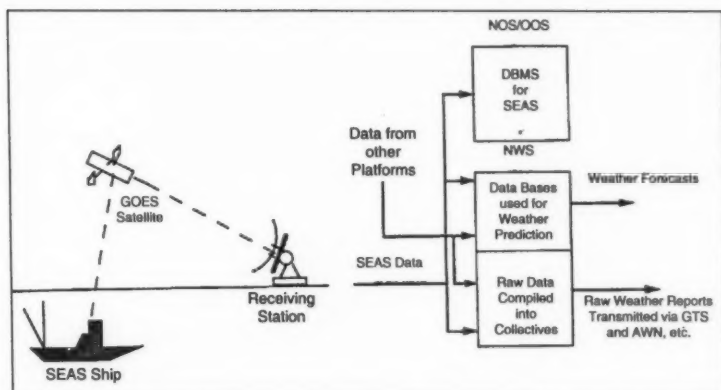 NOS/OOS
DBMS
for
SEAS
Data from
other
Platforms
NWS
GOES
Satellite
Data Bases
used for
Weather
Prediction
Weather Forecasts
SEAS Data
Receiving
Station
Raw Data
Compiled
into
Collectives
Raw Weather Reports
Transmitted via GTS
and AWN, etc.
SEAS Ship